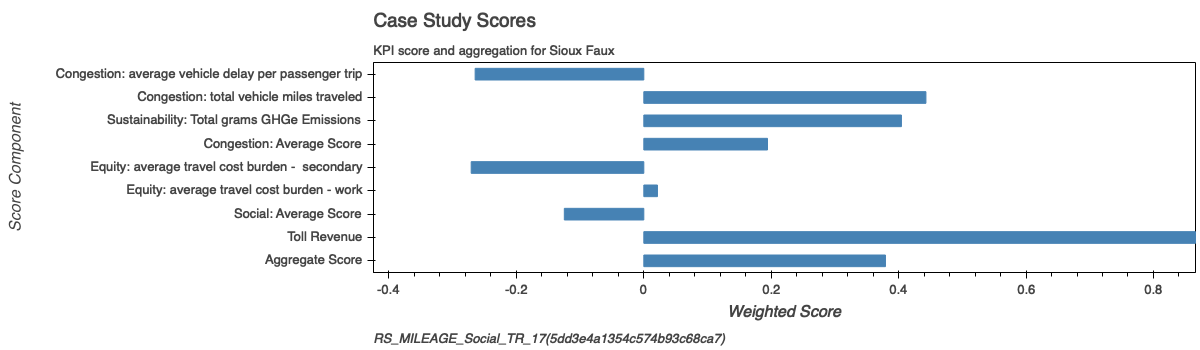 Case Study Scores
KPI score and aggregation for Sioux Faux
Score Component
Congestion: average vehicle delay per passenger trip
Congestion: total vehicle miles traveled
Sustainability: Total grams GHGe Emissions
Congestion: Average Score
Equity: average travel cost burden -  secondary
Equity: average travel cost burden - work
Social: Average Score
Toll Revenue
Aggregate Score
-0.4 -0.2 0 0.2 0.4 0.6 0.8
Weighted Score
RS_MILEAGE_Social_TR_17(5dd3e4a1354c574b93c68ca7)